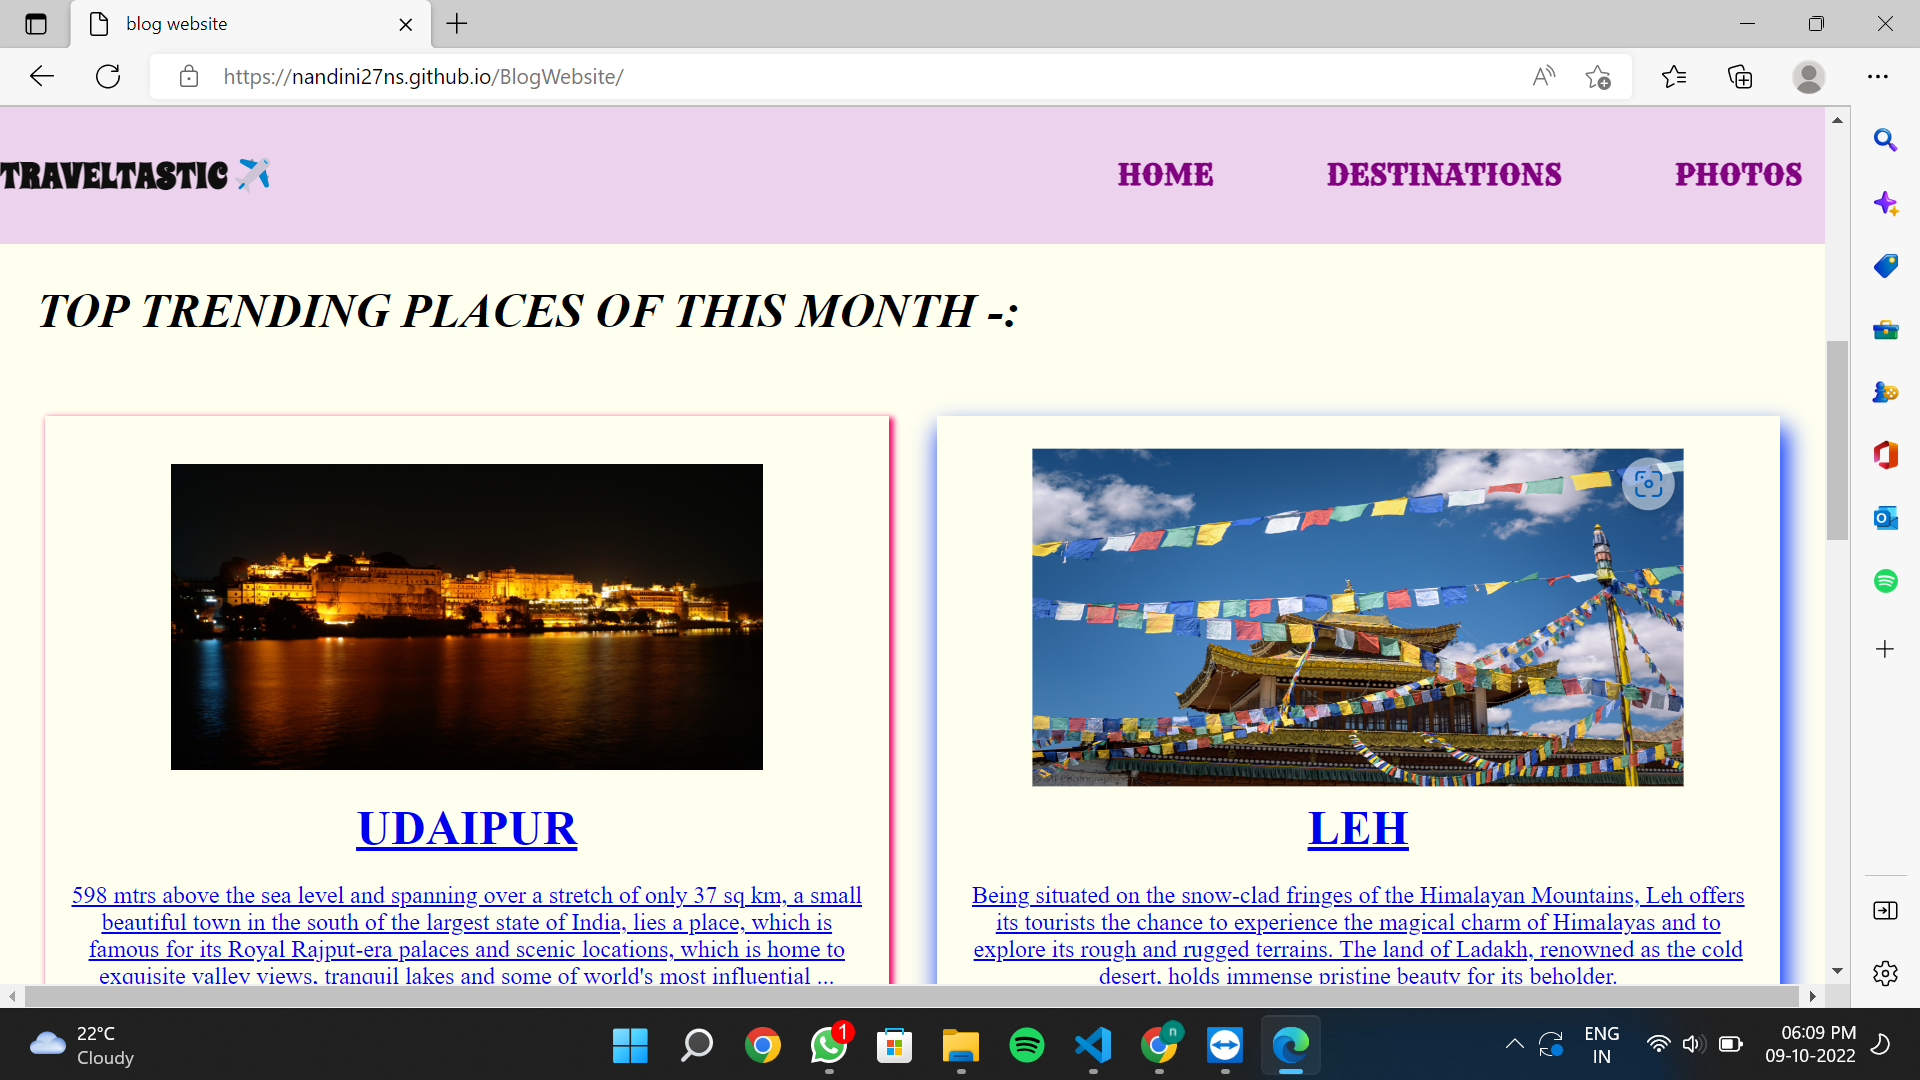 blog website
https://nandini27ns.github.io/BlogWebsite/
TRAVELTASTIC
HOME DESTINATIONS PHOTOS
TOP TRENDING PLACES OF THIS MONTH -:
UDAIPUR
598 mtrs above the sea level and spanning over a stretch of only 37 sq km, a small
beautiful town in the south of the largest state of India, lies a place, which is
famous for its Royal Rajput-era palaces and scenic locations, which is home to
exquisite valley views, tranquil lakes and some of world's most influential ...
LEH
Being situated on the snow-clad fringes of the Himalayan Mountains, Leh offers
its tourists the chance to experience the magical charm of Himalayas and to
explore its rough and rugged terrains. The land of Ladakh, renowned as the cold
desert, holds immense pristine beauty for its beholder.
22°C
Cloudy
1
n
ENG
IN
06:09 PM
09-10-2022